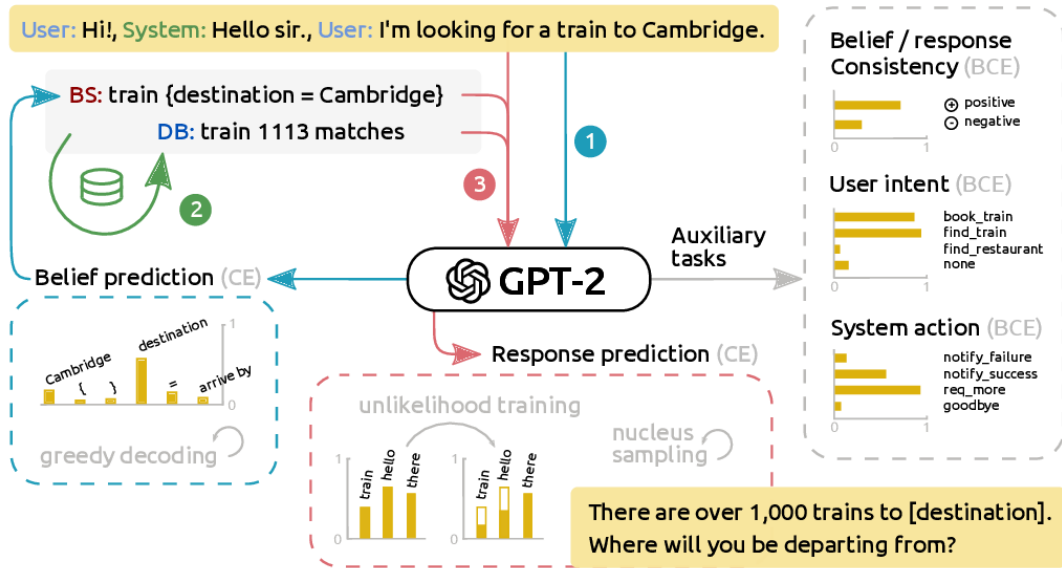 User: Hi!, System: Hello sir., User: I'm looking for a train to Cambridge.
BS: train {destination = Cambridge}
DB: train 1113 matches
1
2
3
GPT-2
Auxiliary
tasks
Belief prediction (CE)
Cambridge
{
}
destination
=
arrive by
1
0
greedy decoding
Response prediction (CE)
unlikelihood training
1
0
train
hello
there
1
0
train
hello
there
nucleus
sampling
There are over 1,000 trains to [destination].
Where will you be departing from?
Belief / response
Consistency (BCE)
+ positive
- negative
0 1
User intent (BCE)
book_train
find_train
find_restaurant
none
0 1
System action (BCE)
notify_failure
notify_success
req_more
goodbye
0 1